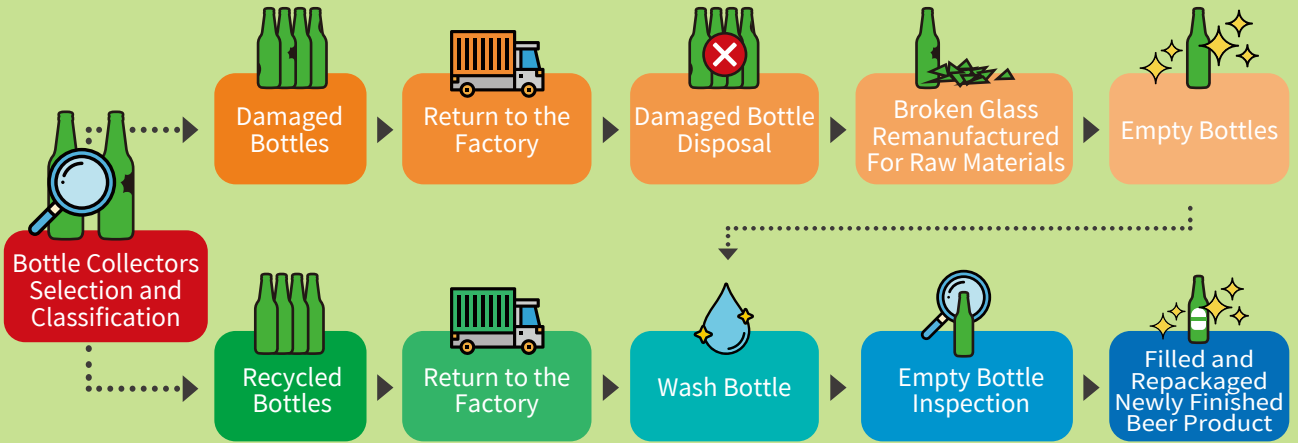 Damaged
Bottles
Return to the
Factory
Damaged Bottle
Disposal
Broken Glass
Remanufactured
For Raw Materials
Empty Bottles
Bottle Collectors
Selection and
Classification
Recycled
Bottles
Return to the
Factory
Wash Bottle
Empty Bottle
Inspection
Filled and
Repackaged
Newly Finished
Beer Product